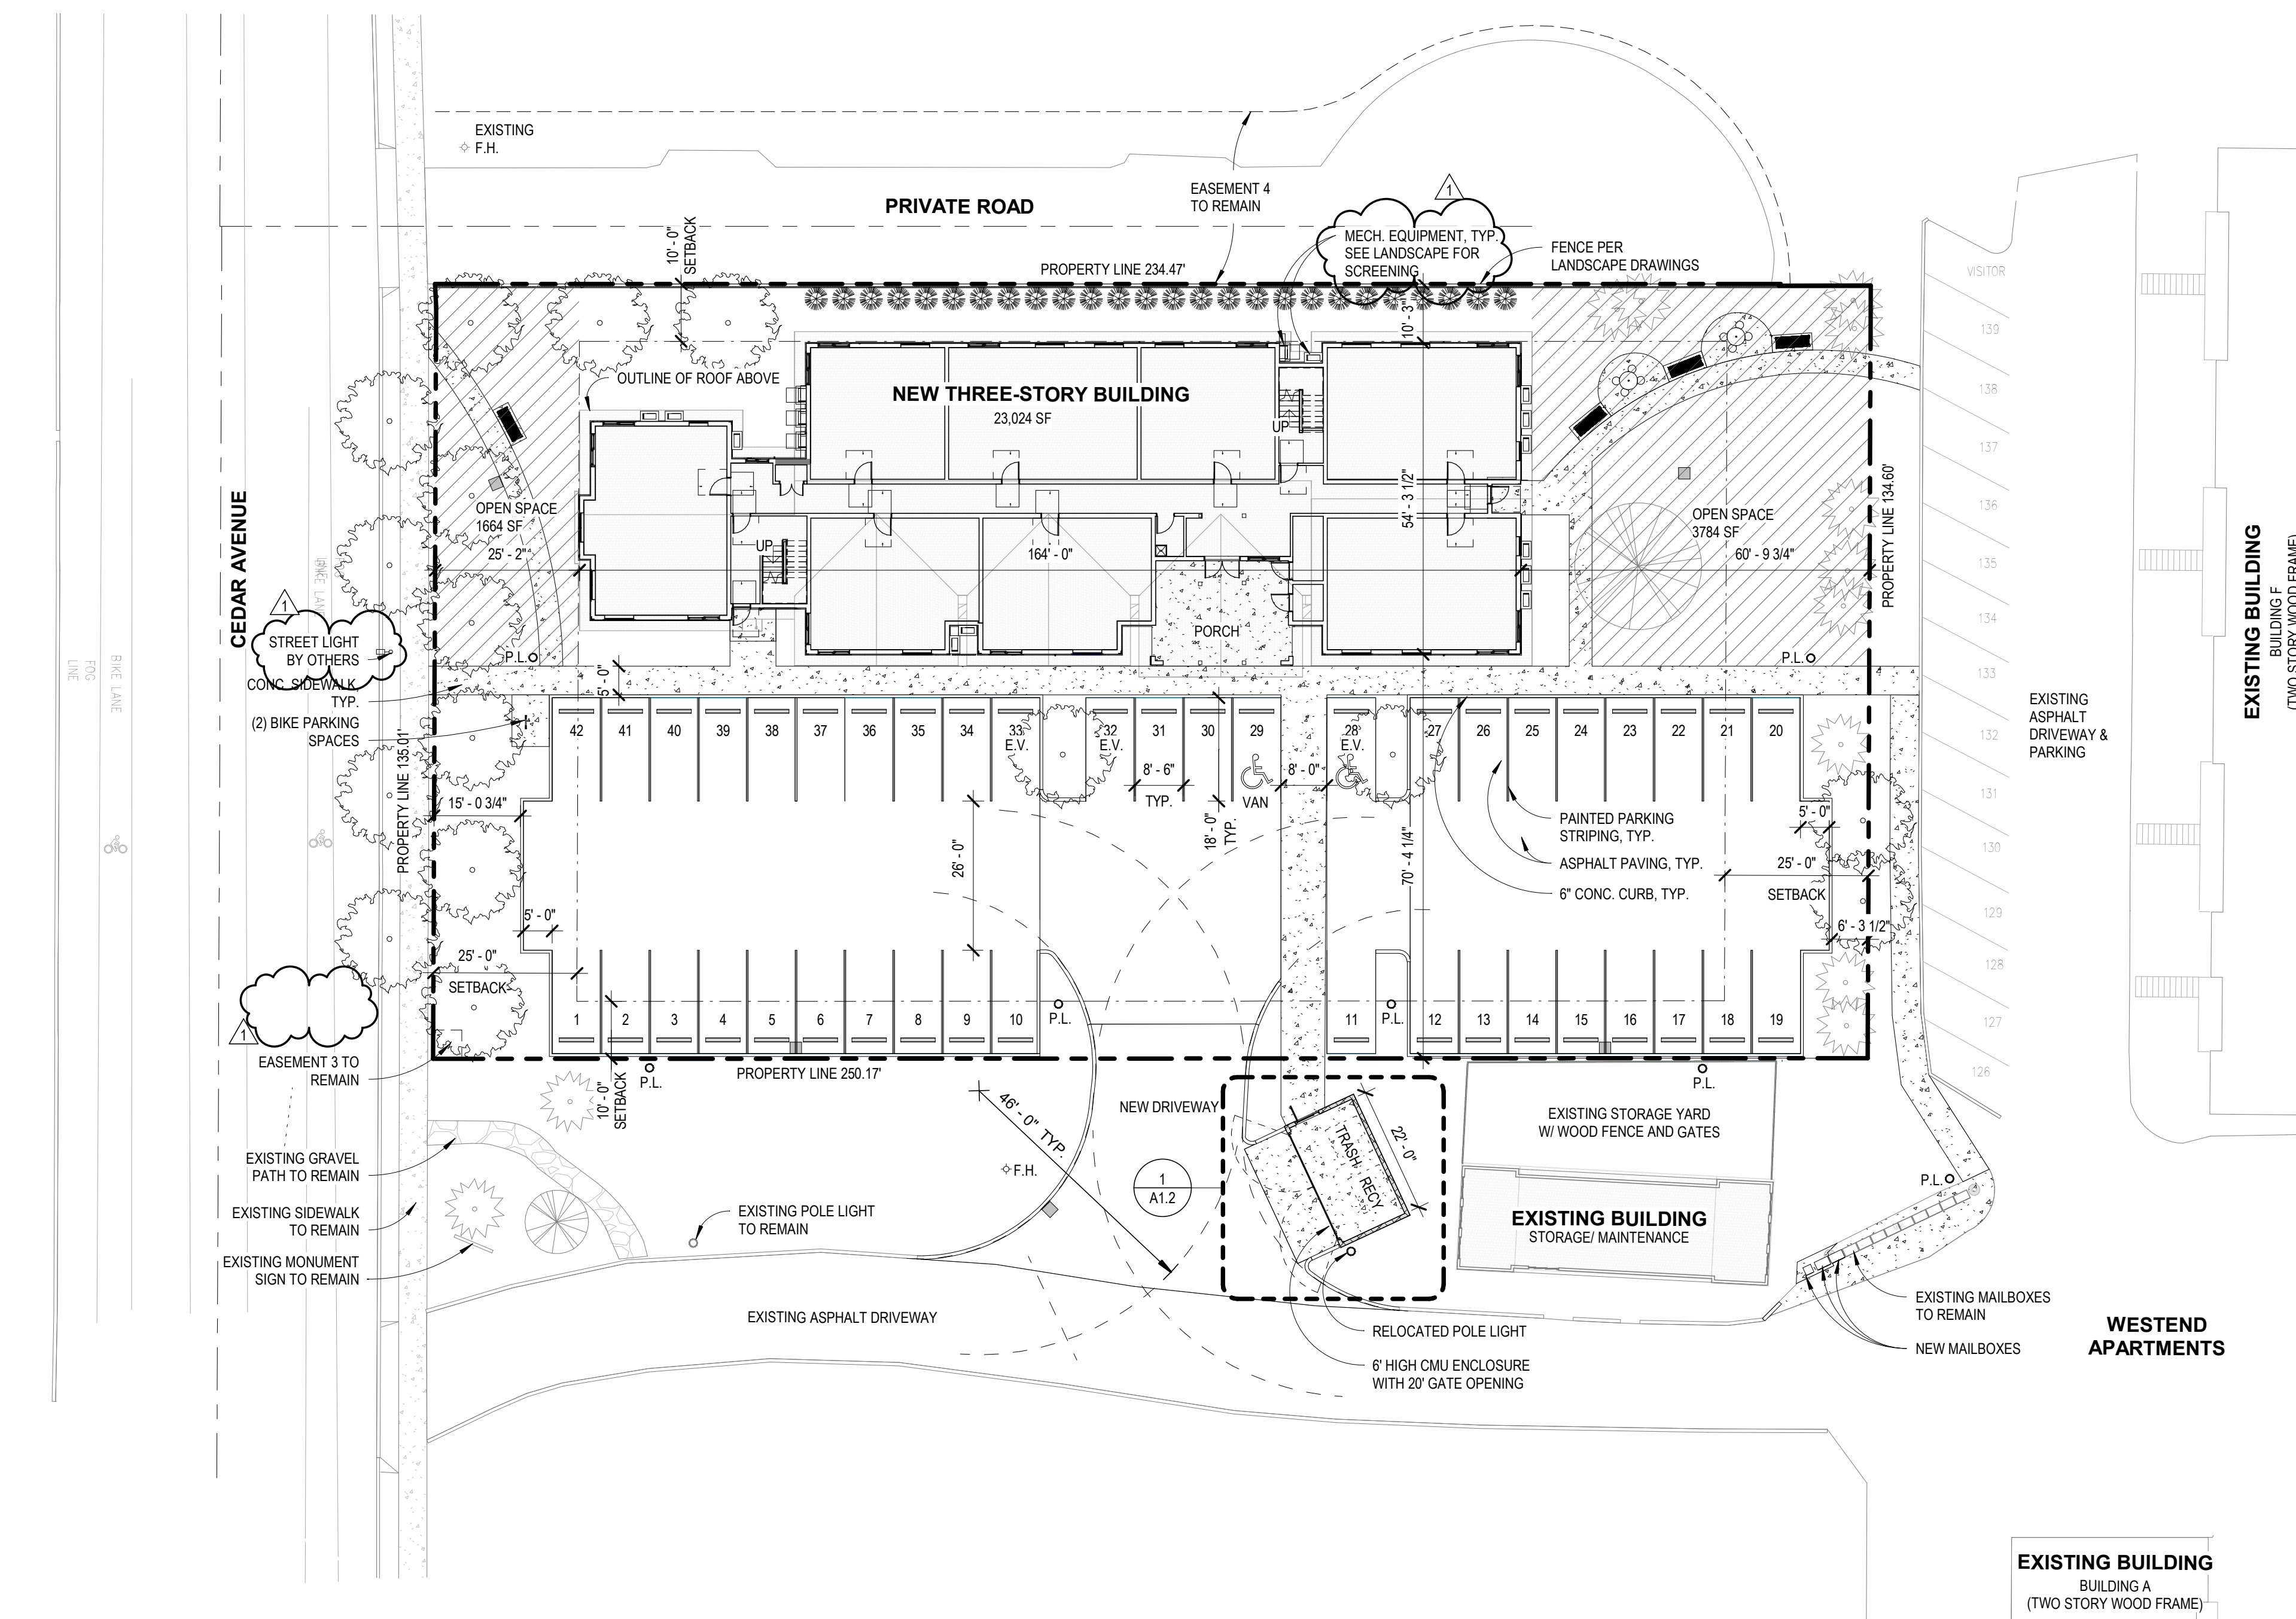 EXISTING
F.H.
PRIVATE ROAD
EASEMENT 4
TO REMAIN
1
MECH. EQUIPMENT, TYP.
SEE LANDSCAPE FOR
SCREENING
FENCE PER
LANDSCAPE DRAWINGS
10' - 0"
SETBACK
PROPERTY LINE 234.47'
10' - 3"
OUTLINE OF ROOF ABOVE
NEW THREE-STORY BUILDING
23,024 SF
UP
UP
54' - 3 1/2"
164' - 0"
OPEN SPACE
1664 SF
25' - 2"
OPEN SPACE
3784 SF
60' - 9 3/4"
PROPERTY LINE 134.60'
CEDAR AVENUE
BIKE LANE
FOG
LINE
BIKE LANE
1
STREET LIGHT
BY OTHERS
P.L.
PORCH
P.L.
CONC. SIDEWALK,
TYP.
(2) BIKE PARKING
SPACES
PROPERTY LINE 135.01'
5' - 0"
42
41
40
39
38
37
36
35
34
33
E.V.
32
E.V.
31
30
29
28
E.V.
27
26
25
24
23
22
21
20
8' - 6"
TYP.
18' - 0"
TYP.
VAN
8' - 0"
15' - 0 3/4"
26' - 0"
70' - 4 1/4"
PAINTED PARKING
STRIPING, TYP.
ASPHALT PAVING, TYP.
6" CONC. CURB, TYP.
5' - 0"
25' - 0"
SETBACK
6' - 3 1/2"
5' - 0"
25' - 0"
SETBACK
1
2
3
4
5
6
7
8
9
10
P.L.
11
P.L.
12
13
14
15
16
17
18
19
1
EASEMENT 3 TO
REMAIN
10' - 0"
SETBACK
P.L.
PROPERTY LINE 250.17'
P.L.
46' - 0" TYP.
NEW DRIVEWAY
F.H.
1
A1.2
TRASH
RECY
22' - 0"
EXISTING STORAGE YARD
W/ WOOD FENCE AND GATES
EXISTING BUILDING
STORAGE/ MAINTENANCE
P.L.
EXISTING GRAVEL
PATH TO REMAIN
EXISTING SIDEWALK
TO REMAIN
EXISTING MONUMENT
SIGN TO REMAIN
EXISTING POLE LIGHT
TO REMAIN
EXISTING ASPHALT DRIVEWAY
RELOCATED POLE LIGHT
6' HIGH CMU ENCLOSURE
WITH 20' GATE OPENING
EXISTING MAILBOXES
TO REMAIN
NEW MAILBOXES
WESTEND
APARTMENTS
VISITOR
139
138
137
136
135
134
133
132
131
130
129
128
127
126
EXISTING
ASPHALT
DRIVEWAY &
PARKING
EXISTING BUILDING
BUILDING F
(TWO STORY WOOD FRAME)
EXISTING BUILDING
BUILDING A
(TWO STORY WOOD FRAME)